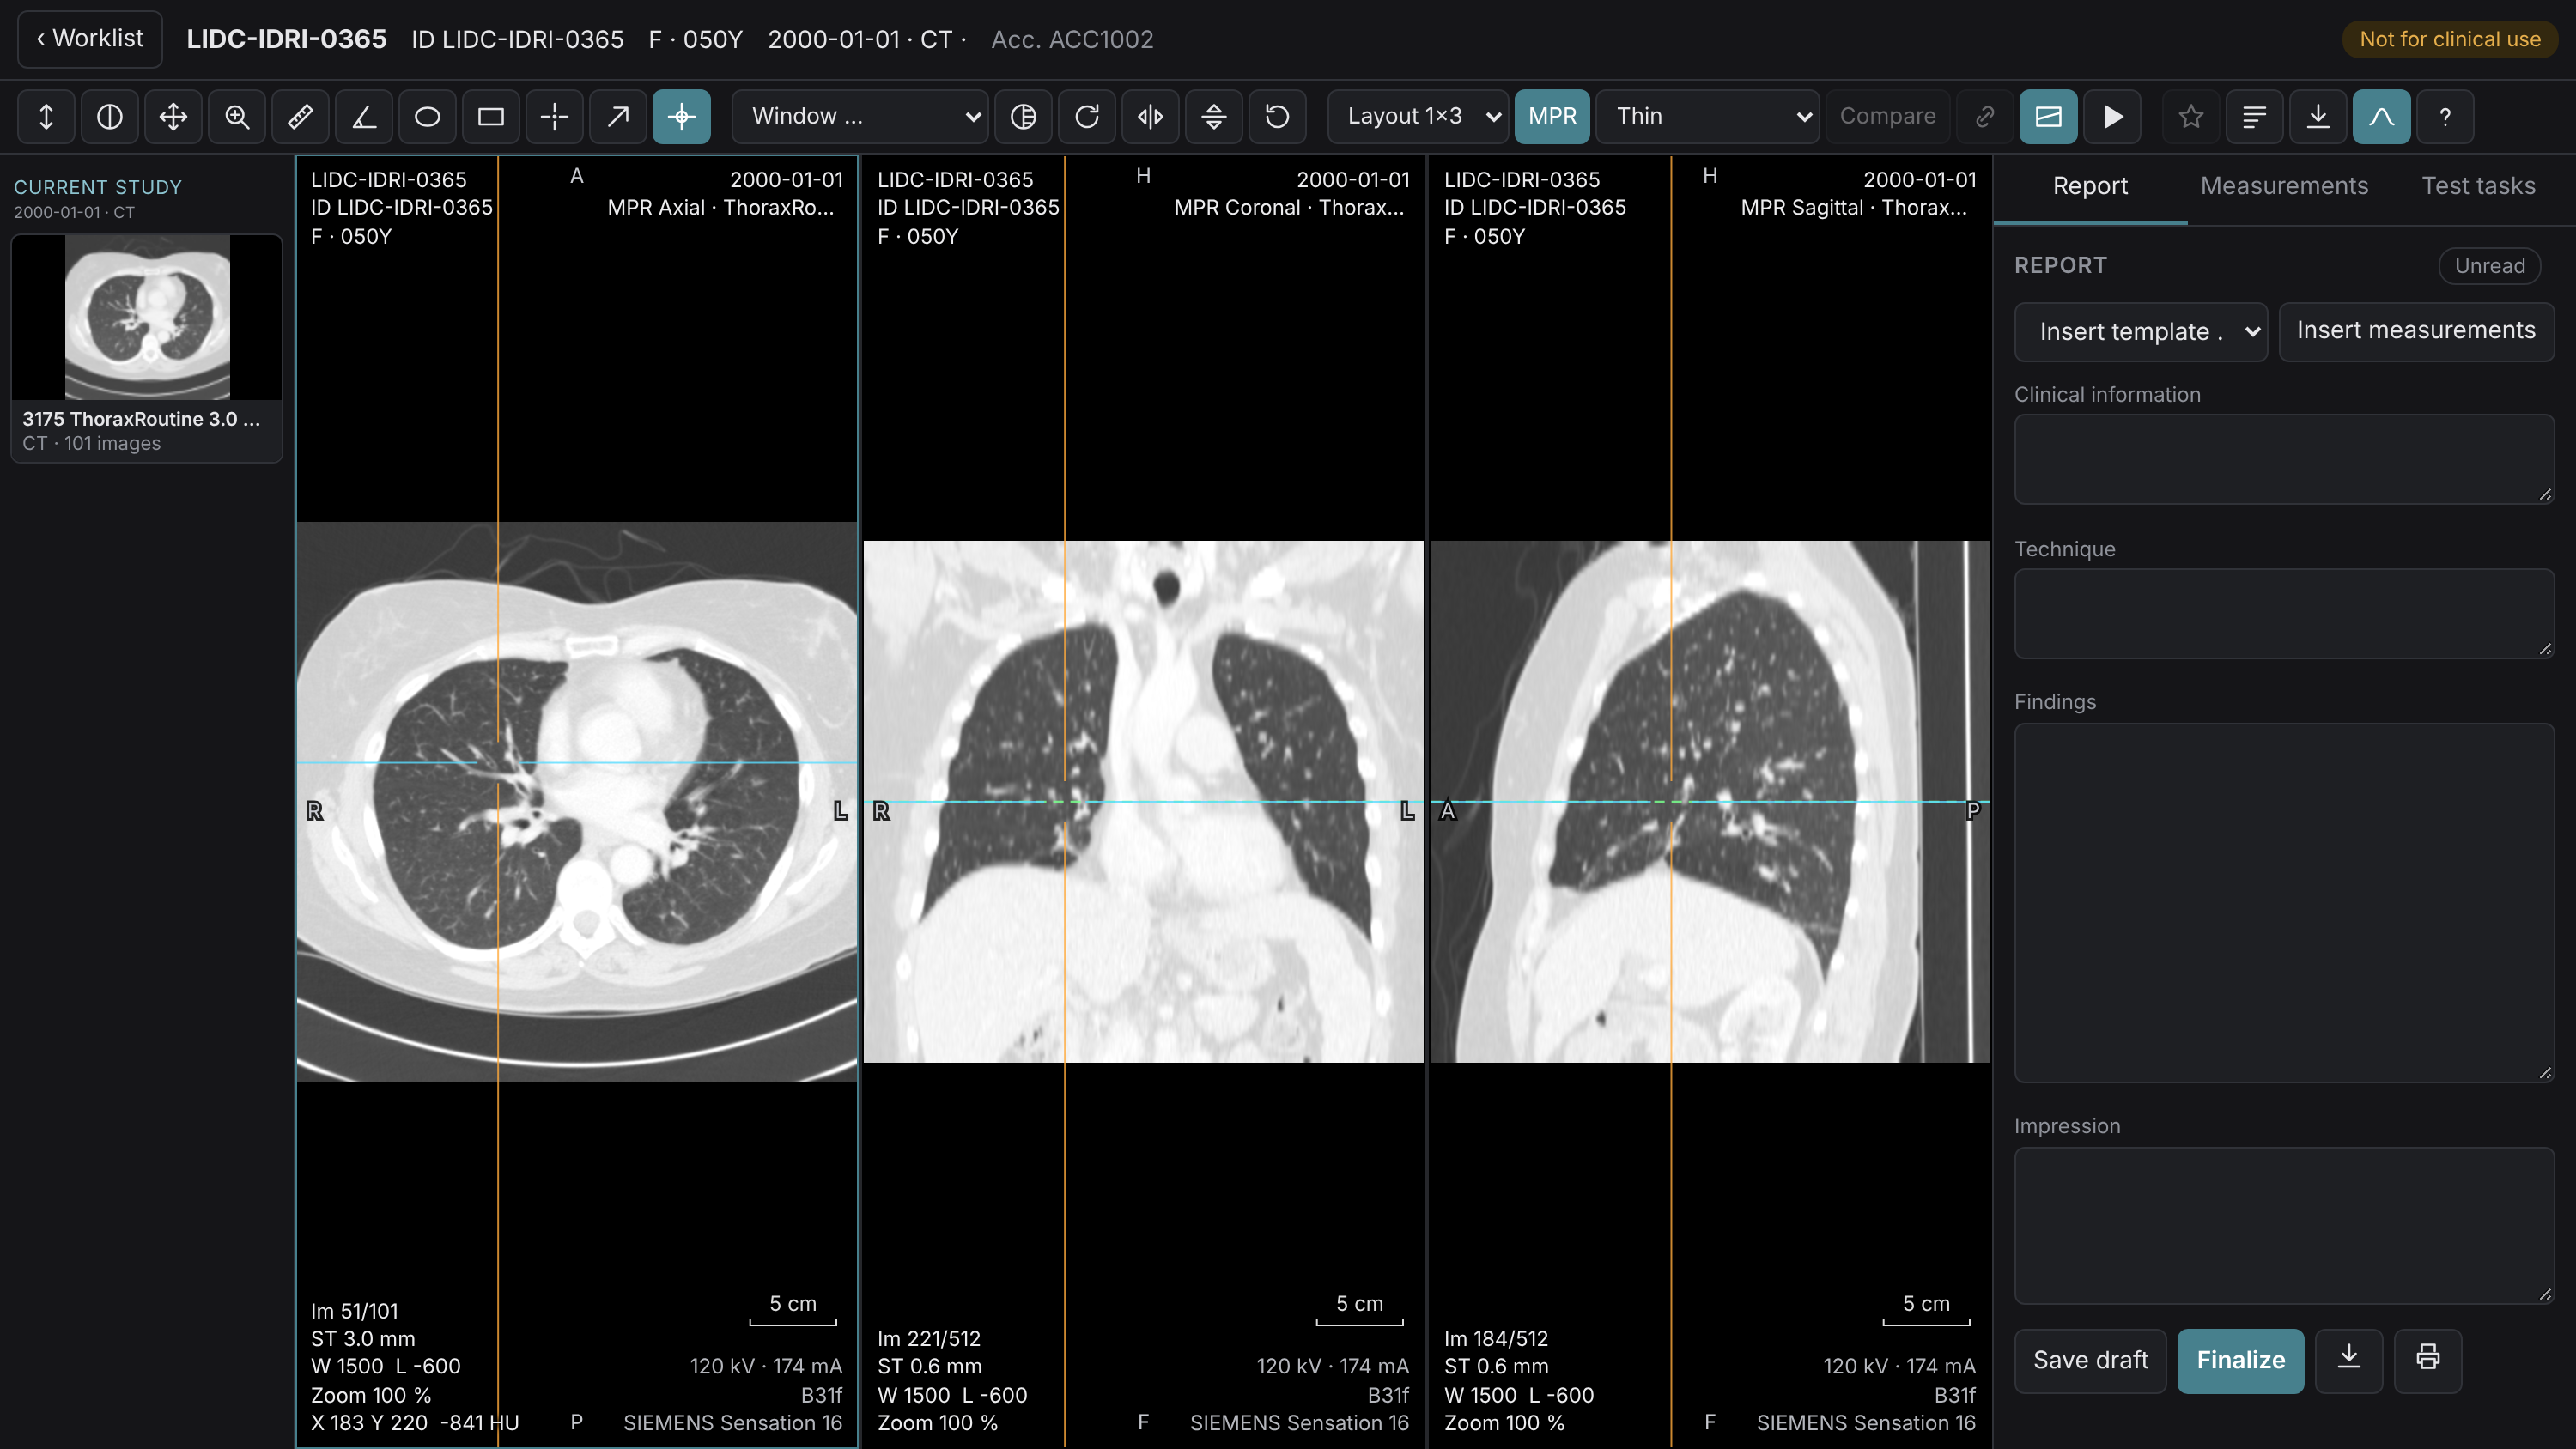 ‹ Worklist LIDC-IDRI-0365 ID LIDC-IDRI-0365 F · 050Y 2000-01-01 · CT · Acc. ACC1002 Not for clinical use
Window ... Layout 1×3 MPR Thin Compare ?
CURRENT STUDY
2000-01-01 · CT
3175 ThoraxRoutine 3.0 ...
CT · 101 images
LIDC-IDRI-0365 A 2000-01-01
ID LIDC-IDRI-0365 MPR Axial · ThoraxRo...
F · 050Y
R L
5 cm
Im 51/101
ST 3.0 mm
W 1500 L -600 120 kV · 174 mA
Zoom 100 % B31f
X 183 Y 220 -841 HU P SIEMENS Sensation 16
LIDC-IDRI-0365 H 2000-01-01
ID LIDC-IDRI-0365 MPR Coronal · Thorax...
F · 050Y
R L
5 cm
Im 221/512
ST 0.6 mm
W 1500 L -600 120 kV · 174 mA
Zoom 100 % B31f
F SIEMENS Sensation 16
LIDC-IDRI-0365 H 2000-01-01
ID LIDC-IDRI-0365 MPR Sagittal · Thorax...
F · 050Y
A P
5 cm
Im 184/512
ST 0.6 mm
W 1500 L -600 120 kV · 174 mA
Zoom 100 % B31f
F SIEMENS Sensation 16
Report Measurements Test tasks
REPORT Unread
Insert template . Insert measurements
Clinical information
Technique
Findings
Impression
Save draft Finalize